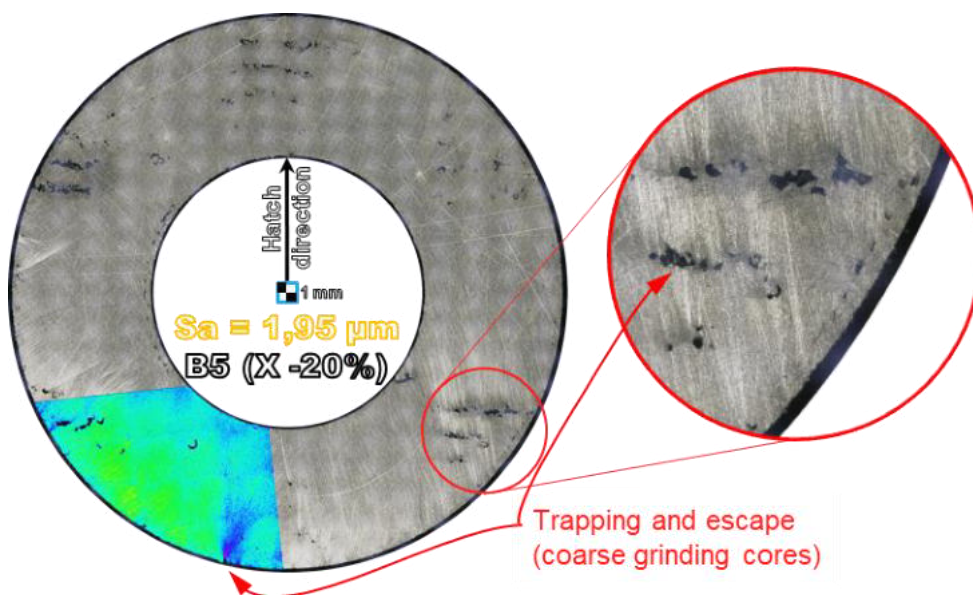 Hatch
direction
1 mm
Sa = 1,95 µm
B5 (X -20%)
Trapping and escape
(coarse grinding cores)